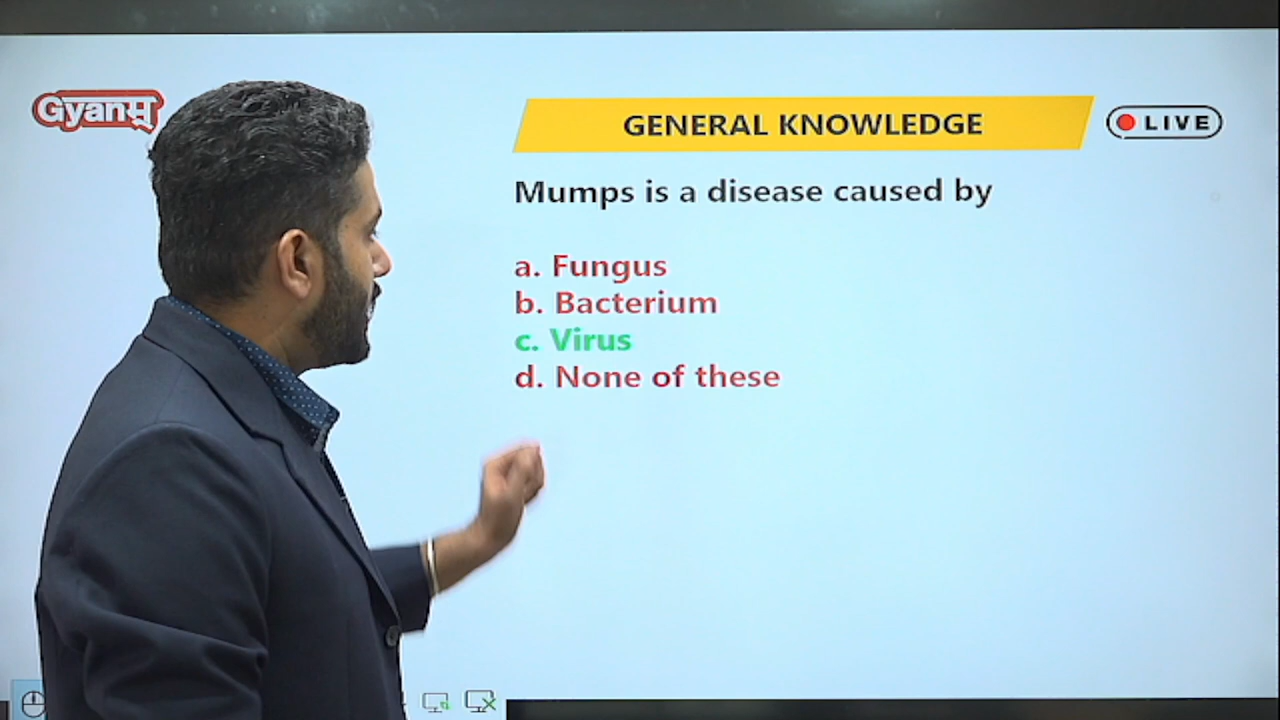 Gyanम्
GENERAL KNOWLEDGE
LIVE
Mumps is a disease caused by
a. Fungus
b. Bacterium
c. Virus
d. None of these